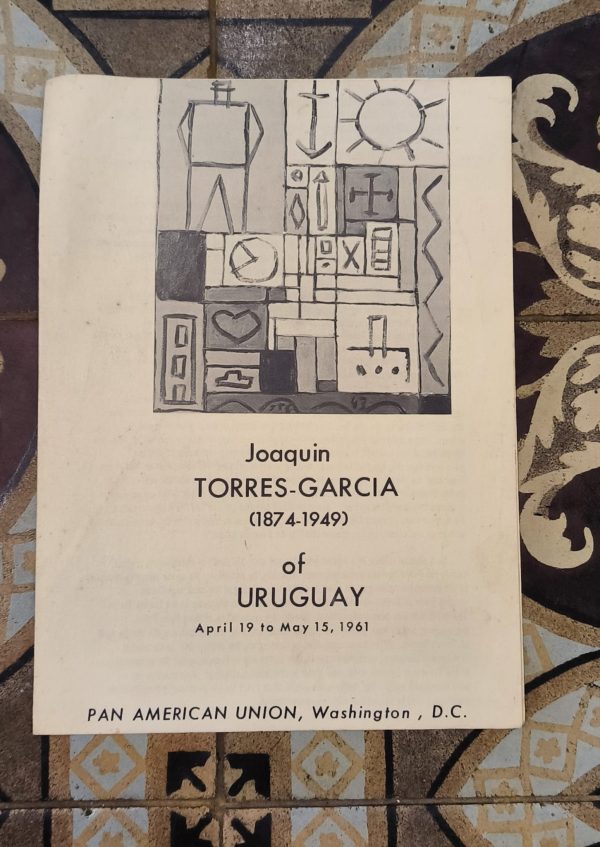 Joaquin
TORRES-GARCIA
(1874-1949)
of
URUGUAY
April 19 to May 15, 1961
PAN AMERICAN UNION, Washington , D.C.